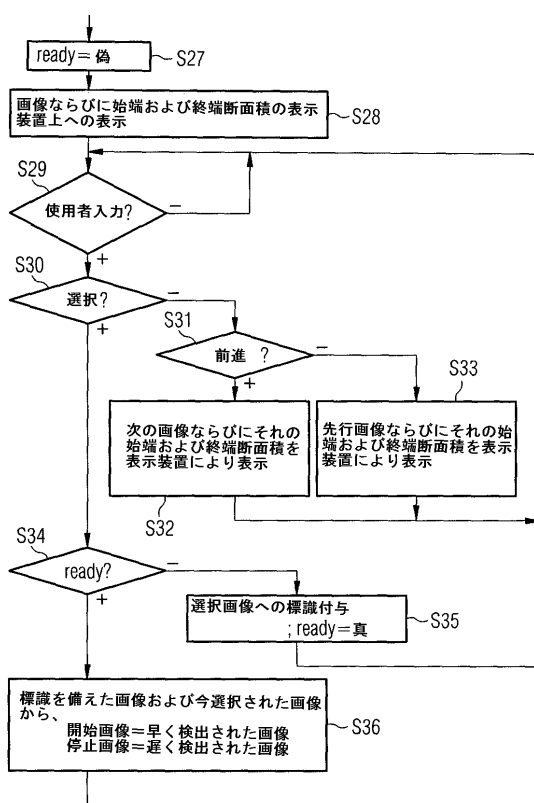 ready=偽
S27
画像ならびに始端および終端断面積の表示
装置上への表示
S28
S29
使用者入力?
−
+
S30
選択?
−
+
S31
前進 ?
−
+
S33
次の画像ならびにそれの
始端および終端断面積を
表示装置により表示
先行画像ならびにそれの始
端および終端断面積を表示
装置により表示
S32
S34
ready?
−
+
選択画像への標識付与
;ready=真
S35
標識を備えた画像および今選択された画像
から、
開始画像=早く検出された画像
停止画像=遅く検出された画像
S36